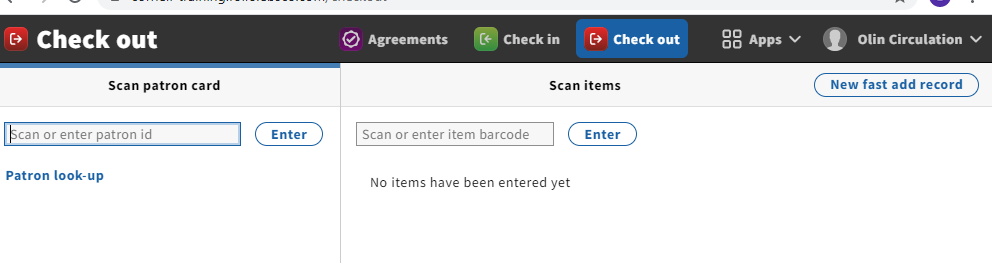 Check out
Agreements
Check in
Check out
Apps
Olin Circulation
Scan patron card
Scan items
New fast add record
Scan or enter patron id
Enter
Scan or enter item barcode
Enter
Patron look-up
No items have been entered yet